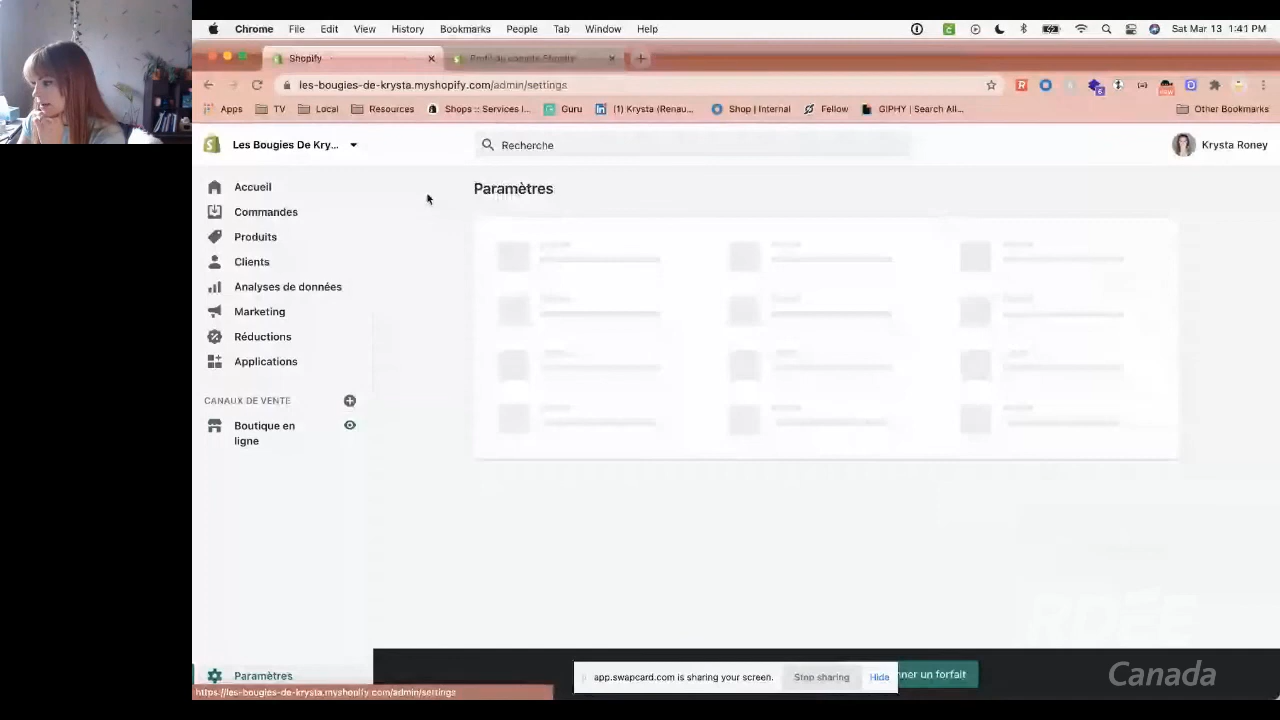 Chrome File Edit View History Bookmarks People Tab Window Help Sat Mar 13 1:41 PM
Shopify
les-bougies-de-krysta.myshopify.com/admin/settings
Apps TV Local Resources Shops :: Services I... Guru (1) Krysta (Renau... Shop | Internal Fellow GIPHY | Search All... Other Bookmarks
Les Bougies De Kry... Recherche Krysta Roney
Accueil
Paramètres
Commandes
Produits
Clients
Analyses de données
Marketing
Réductions
Applications
CANAUX DE VENTE
Boutique en
ligne
Paramètres
app.swapcard.com is sharing your screen. Stop sharing Hide
un forfait
https://les-bougies-de-krysta.myshopify.com/admin/settings
RDÉE
Canada